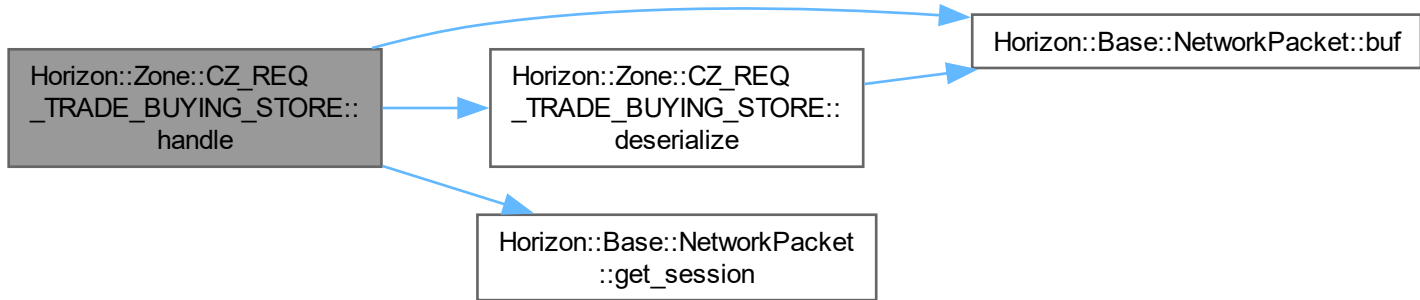 Horizon::Zone::CZ_REQ
_TRADE_BUYING_STORE::
handle
Horizon::Zone::CZ_REQ
_TRADE_BUYING_STORE::
deserialize
Horizon::Base::NetworkPacket::buf
Horizon::Base::NetworkPacket
::get_session